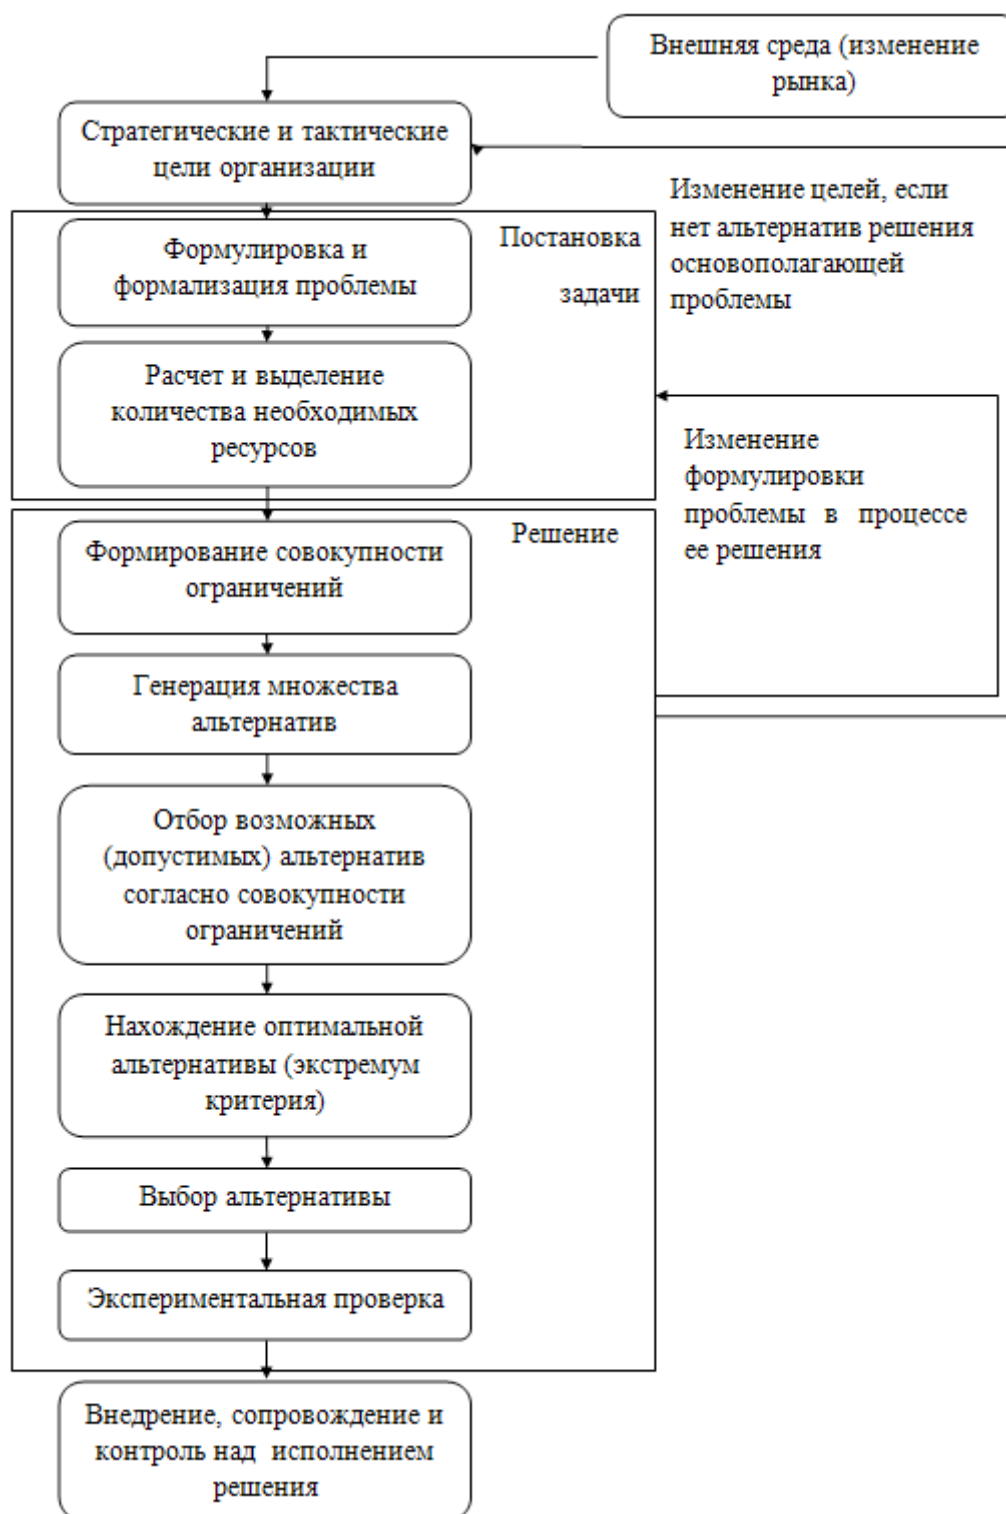 Внешняя среда (изменение
рынка)
Стратегические и тактические
цели организации
Изменение целей, если
нет альтернатив решения
основополагающей
проблемы
Постановка
задачи
Формулировка и
формализация проблемы
Расчет и выделение
количества необходимых
ресурсов
Изменение
формулировки
проблемы в процессе
ее решения
Решение
Формирование совокупности
ограничений
Генерация множества
альтернатив
Отбор возможных
(допустимых) альтернатив
согласно совокупности
ограничений
Нахождение оптимальной
альтернативы (экстремум
критерия)
Выбор альтернативы
Экспериментальная проверка
Внедрение, сопровождение и
контроль над исполнением
решения